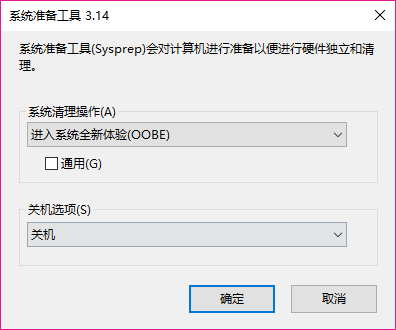 系统准备工具 3.14
系统准备工具(Sysprep)会对计算机进行准备以便进行硬件独立和清
理。
系统清理操作(A)
进入系统全新体验(OOBE)
通用(G)
关机选项(S)
关机
确定
取消